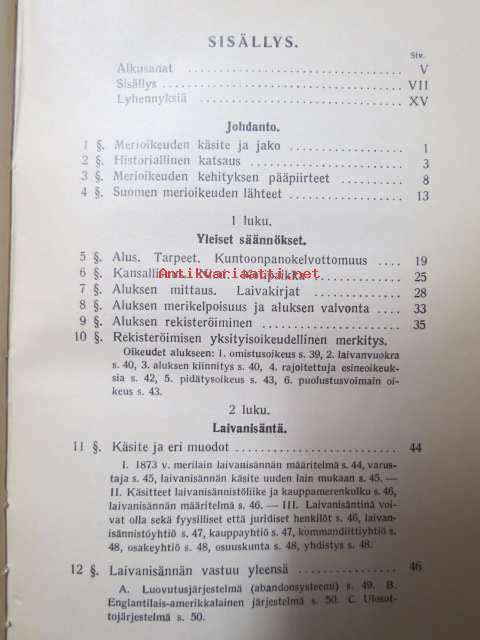 SISÄLLYS.
Siv.
Alkusanat V
Sisällys VII
Lyhennyksiä XV
Johdanto.
1 §. Merioikeuden käsite ja jako 1
2 §. Historiallinen katsaus 3
3 §. Merioikeuden kehityksen pääpiirteet 8
4 §. Suomen merioikeuden lähteet 13
1 luku.
Yleiset säännökset.
5 §. Alus. Tarpeet. Kuntoonpanokelvottomuus 19
Antikvariaatti.net
6 §. Kotipaikka 25
7 §. Aluksen mittaus. Laivakirjat 28
8 §. Aluksen merikelpoisuus ja aluksen valvonta 33
9 §. Aluksen rekisteröiminen 35
10 §. Rekisteröimisen yksityisoikeudellinen merkitys.
Oikeudet alukseen: 1. omistusoikeus s. 39, 2. laivanvuokra
s. 40, 3. aluksen kiinnitys s. 40, 4. rajoitettuja esineoikeuk-
sia s. 42, 5. pidätysoikeus s. 43, 6. puolustusvoimain oi-
keus s. 43.
2 luku.
Laivanisäntä.
11 §. Käsite ja eri muodot 44
I. 1873 v. merilain laivanisännän määritelmä s. 44, varus-
taja s. 45, laivanisännän käsite uuden lain mukaan s. 45. —
II. Käsitteet laivanisännistöliike ja kauppamerenkulku s. 46,
laivanisännän määritelmä s. 46. — III. Laivanisäntinä voi-
vat olla sekä fyysilliset että juridiset henkilöt s. 46, laivan-
isännistöyhtiö s. 47, kauppayhtiö s. 47, kommandiittiyhtiö s.
48, osakeyhtiö s. 48, osuuskunta s. 48, yhdistys s. 48.
12 §. Laivanisännän vastuu yleensä 46
A. Luovutusjärjestelmä (abandonsysteemi) s. 49. B.
Englantilais-amerikkalainen järjestelmä s. 50. C. Ulosot-
tojärjestelmä s. 50.